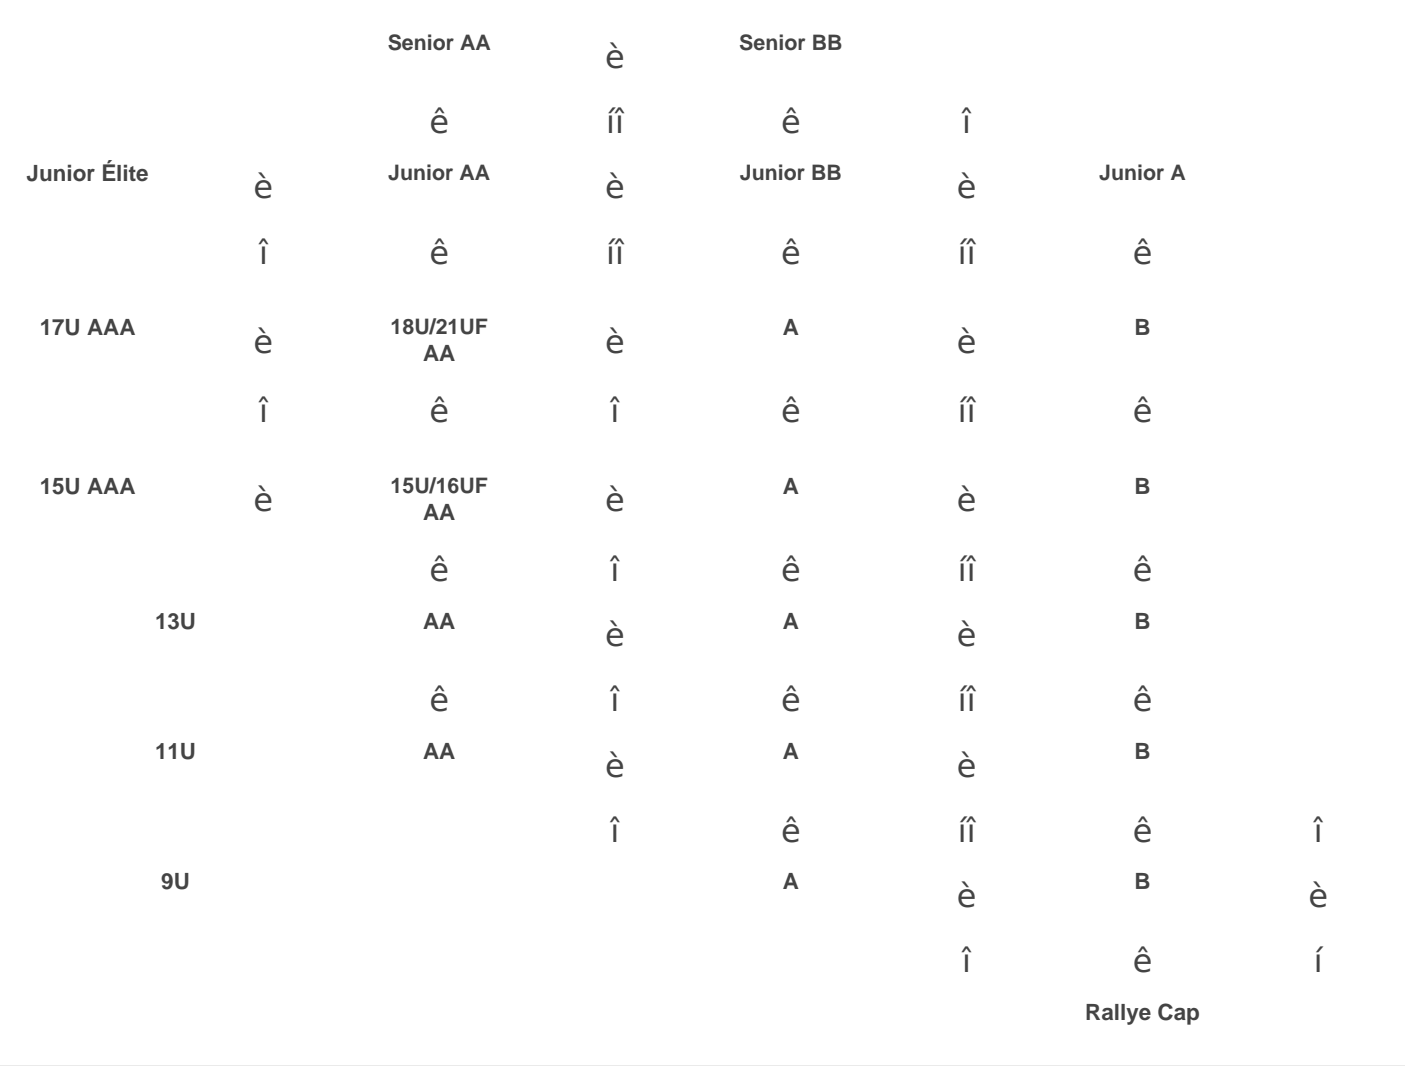 Senior AA è Senior BB
ê íî ê î
Junior Élite è Junior AA è Junior BB è Junior A
î ê íî ê íî ê
17U AAA è 18U/21UF AA è A è B
î ê î ê íî ê
15U AAA è 15U/16UF AA è A è B
ê î ê íî ê
13U AA è A è B
ê î ê íî ê
11U AA è A è B
î ê íî ê î
9U A è B è
î ê í
Rallye Cap